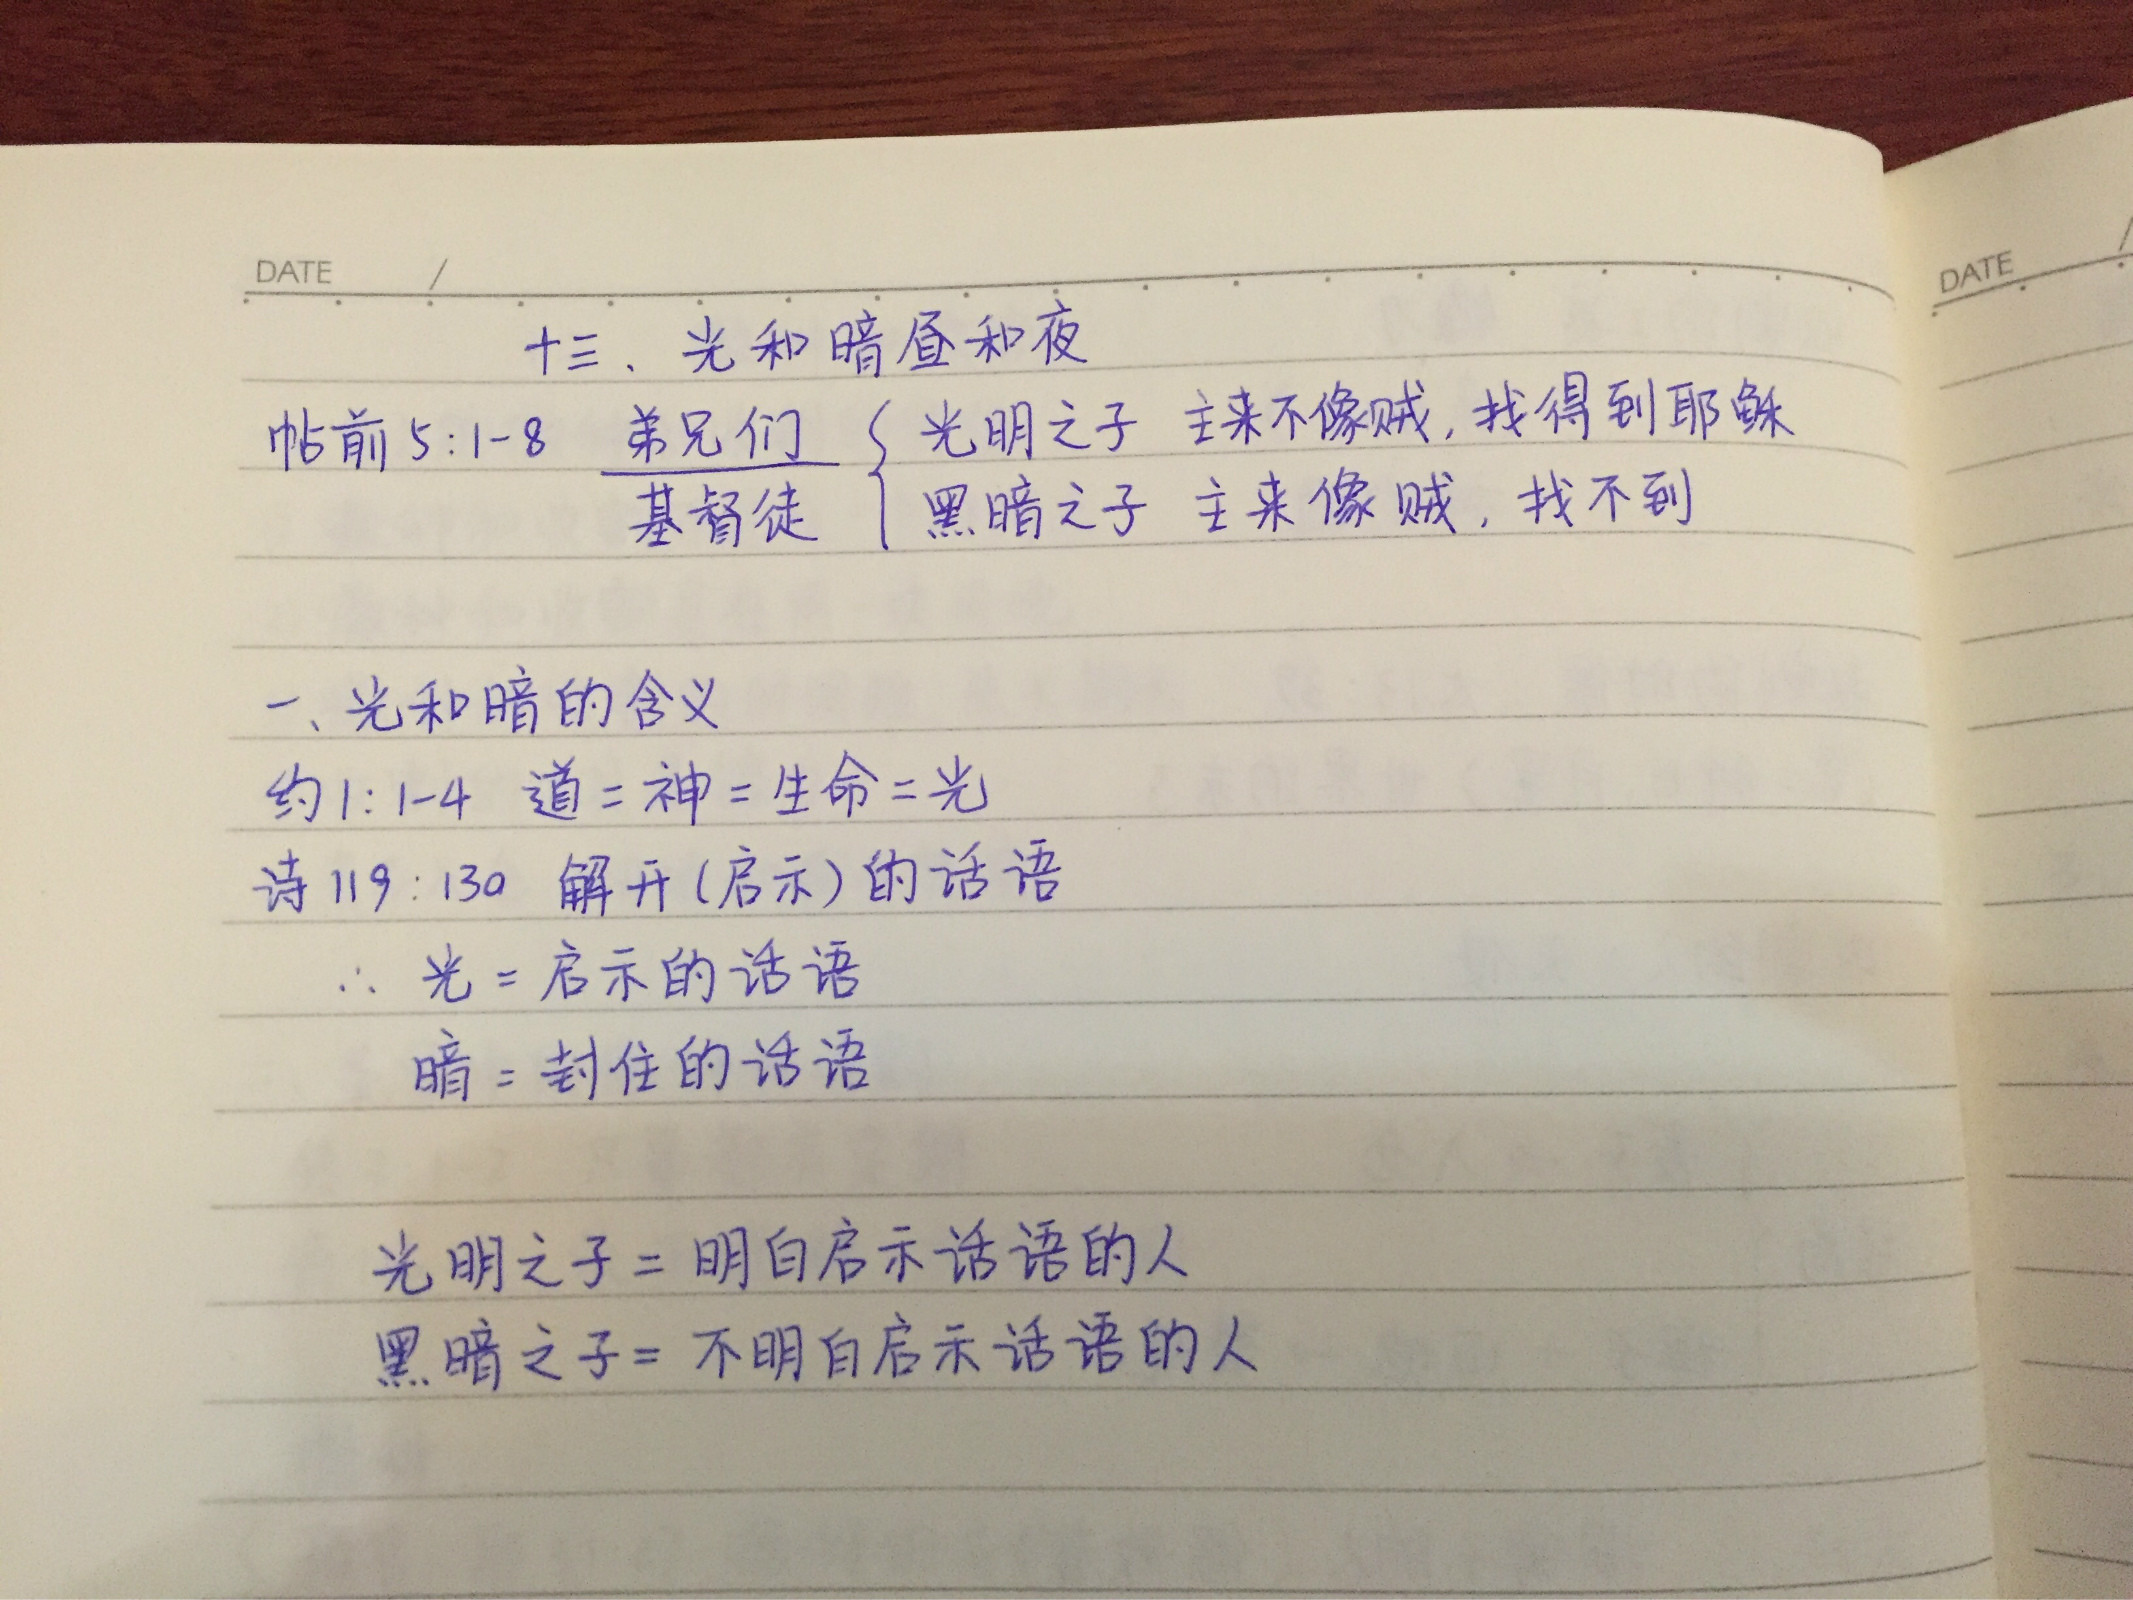 DATE /
DATE /
十三、光和暗昼和夜
帖前5:1-8 弟兄们 { 光明之子 主来不像贼,找得到耶稣
基督徒 黑暗之子 主来像贼,找不到
一、光和暗的含义
约1:1-4 道=神=生命=光
诗119:130 解开(启示)的话语
∴ 光=启示的话语
暗=封住的话语
光明之子=明白启示话语的人
黑暗之子=不明白启示话语的人